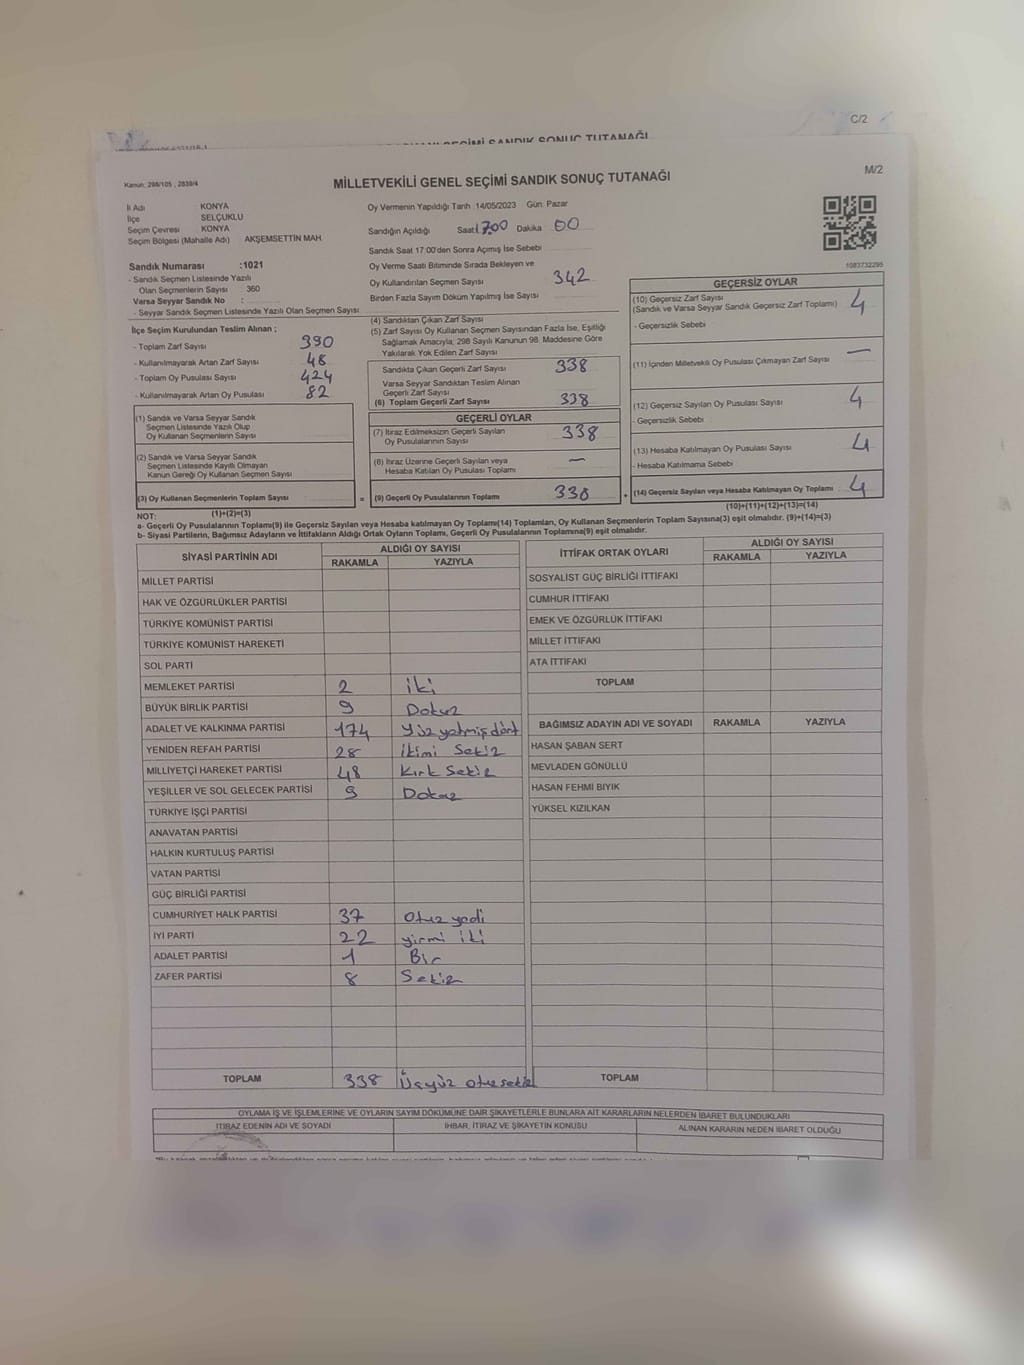 C/2
SEÇİMİ SANDIK SONUÇ TUTANAĞI
M/2
Kanun: 298/105 , 2839/4
MİLLETVEKİLİ GENEL SEÇİMİ SANDIK SONUÇ TUTANAĞI
İl Adı KONYA
İlçe SELÇUKLU
Seçim Çevresi KONYA
Seçim Bölgesi (Mahalle Adı) AKŞEMSETTİN MAH.
Oy Vermenin Yapıldığı Tarih 14/05/2023 Gün Pazar
Sandığın Açıldığı Saat 17.00 Dakika 00
Sandık Saat 17:00'den Sonra Açımış İse Sebebi
Sandık Numarası :1021
- Sandık Seçmen Listesinde Yazılı
Olan Seçmenlerin Sayısı : 360
Varsa Seyyar Sandık No :
- Seyyar Sandık Seçmen Listesinde Yazılı Olan Seçmen Sayısı:
Oy Verme Saati Bitiminde Sırada Bekleyen ve
Oy Kullandırılan Seçmen Sayısı 342
Birden Fazla Sayım Döküm Yapılmış İse Sayısı
1083732295
İlçe Seçim Kurulundan Teslim Alınan ;
- Toplam Zarf Sayısı 390
- Kullanılmayarak Artan Zarf Sayısı 48
- Toplam Oy Pusulası Sayısı 424
- Kullanılmayarak Artan Oy Pusulası 82
(4) Sandıktan Çıkan Zarf Sayısı
(5) Zarf Sayısı Oy Kullanan Seçmen Sayısından Fazla İse, Eşitliği
Sağlamak Amacıyla; 298 Sayılı Kanunun 98. Maddesine Göre
Yakılarak Yok Edilen Zarf Sayısı
Sandıkta Çıkan Geçerli Zarf Sayısı 338
Varsa Seyyar Sandıktan Teslim Alınan
Geçerli Zarf Sayısı
(6) Toplam Geçerli Zarf Sayısı 338
GEÇERSİZ OYLAR
(10) Geçersiz Zarf Sayısı 4
(Sandık ve Varsa Seyyar Sandık Geçersiz Zarf Toplamı)
- Geçersizlik Sebebi
(11) İçinden Milletvekili Oy Pusulası Çıkmayan Zarf Sayısı —
(12) Geçersiz Sayılan Oy Pusulası Sayısı 4
- Geçersizlik Sebebi
(13) Hesaba Katılmayan Oy Pusulası Sayısı 4
- Hesaba Katılmama Sebebi
(14) Geçersiz Sayılan veya Hesaba Katılmayan Oy Toplamı : 4
(10)+(11)+(12)+(13)=(14)
(1) Sandık ve Varsa Seyyar Sandık
Seçmen Listesinde Yazılı Olup
Oy Kullanan Seçmenlerin Sayısı
(2) Sandık ve Varsa Seyyar Sandık
Seçmen Listesinde Kayıtlı Olmayan
Kanun Gereği Oy Kullanan Seçmen Sayısı
(3) Oy Kullanan Seçmenlerin Toplam Sayısı =
GEÇERLİ OYLAR
(7) İtiraz Edilmeksizin Geçerli Sayılan
Oy Pusulalarının Sayısı 338
(8) İtiraz Üzerine Geçerli Sayılan veya
Hesaba Katılan Oy Pusulası Toplamı —
(9) Geçerli Oy Pusulalarının Toplamı 338 +
NOT: (1)+(2)=(3)
a- Geçerli Oy Pusulaları Toplamı(9) ile Geçersiz Sayılan veya Hesaba katılmayan Oy Toplamı(14) Toplamları, Oy Kullanan Seçmenlerin Toplam Sayısına(3) eşit olmalıdır. (9)+(14)=(3)
b- Siyasi Partilerin, Bağımsız Adayların ve İttifakların Aldığı Ortak Oyların Toplamı, Geçerli Oy Pusulalarının Toplamına(9) eşit olmalıdır.
SİYASİ PARTİNİN ADI ALDIĞI OY SAYISI
RAKAMLA YAZIYLA
MİLLET PARTİSİ
HAK VE ÖZGÜRLÜKLER PARTİSİ
TÜRKİYE KOMÜNİST PARTİSİ
TÜRKİYE KOMÜNİST HAREKETİ
SOL PARTİ
MEMLEKET PARTİSİ 2 iki
BÜYÜK BİRLİK PARTİSİ 9 Dokuz
ADALET VE KALKINMA PARTİSİ 174 Yüz yetmiş dört
YENİDEN REFAH PARTİSİ 28 ikimi Sekiz
MİLLİYETÇİ HAREKET PARTİSİ 48 Kırk Sekiz
YEŞİLLER VE SOL GELECEK PARTİSİ 9 Dokuz
TÜRKİYE İŞÇİ PARTİSİ
ANAVATAN PARTİSİ
HALKIN KURTULUŞ PARTİSİ
VATAN PARTİSİ
GÜÇ BİRLİĞİ PARTİSİ
CUMHURİYET HALK PARTİSİ 37 Otuz yedi
İYİ PARTİ 22 yirmi iki
ADALET PARTİSİ 1 Bir
ZAFER PARTİSİ 8 Sekiz
TOPLAM 338 Üçyüz otuzsekiz
İTTİFAK ORTAK OYLARI ALDIĞI OY SAYISI
RAKAMLA YAZIYLA
SOSYALİST GÜÇ BİRLİĞİ İTTİFAKI
CUMHUR İTTİFAKI
EMEK VE ÖZGÜRLÜK İTTİFAKI
MİLLET İTTİFAKI
ATA İTTİFAKI
TOPLAM
BAĞIMSIZ ADAYIN ADI VE SOYADI RAKAMLA YAZIYLA
HASAN ŞABAN SERT
MEVLADEN GÖNÜLLÜ
HASAN FEHMİ BIYIK
YÜKSEL KIZILKAN
TOPLAM
OYLAMA İŞ VE İŞLEMLERİNE VE OYLARIN SAYIM DÖKÜMÜNE DAİR ŞİKAYETLERLE BUNLARA AİT KARARLARIN NELERDEN İBARET BULUNDUKLARI
İTİRAZ EDENİN ADI VE SOYADI İHBAR, İTİRAZ VE ŞİKAYETİN KONUSU ALINAN KARARIN NEDEN İBARET OLDUĞU